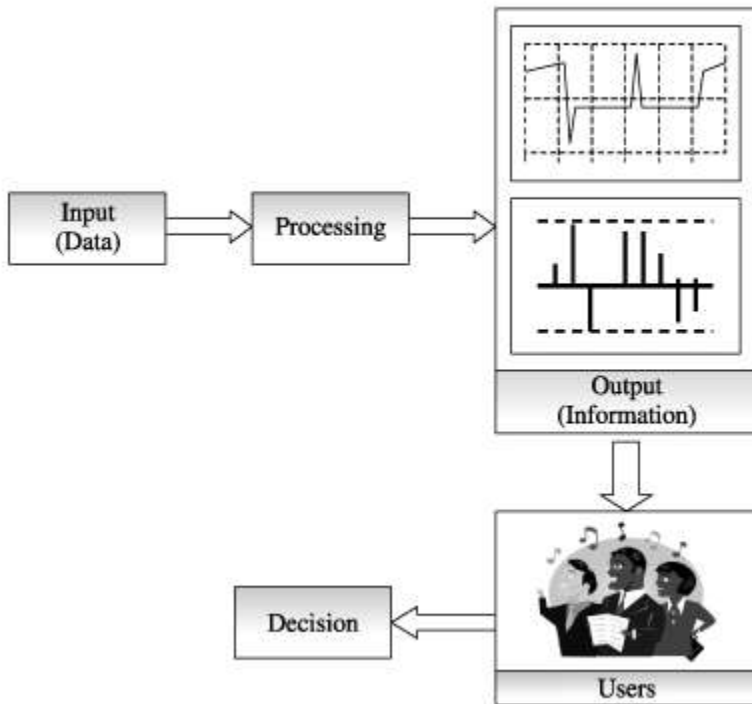 Input
(Data)
Processing
Output
(Information)
Users
Decision